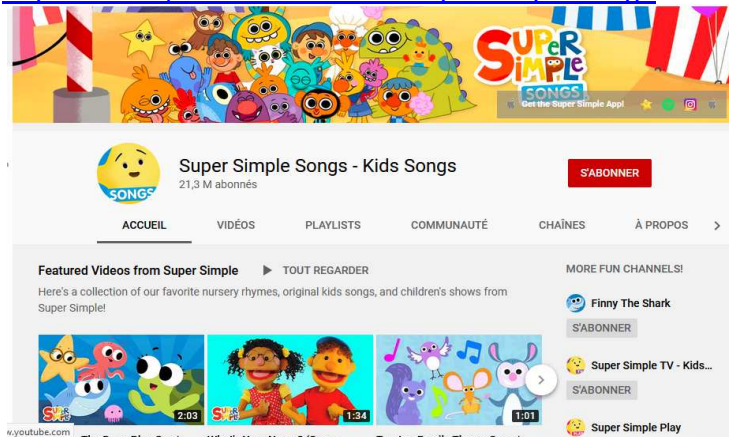 SUPER
SIMPLE
SONGS
Get the Super Simple App!
SONGS
Super Simple Songs - Kids Songs
21,3 M abonnés
S'ABONNER
ACCUEIL VIDÉOS PLAYLISTS COMMUNAUTÉ CHAÎNES À PROPOS
Featured Videos from Super Simple TOUT REGARDER
Here's a collection of our favorite nursery rhymes, original kids songs, and children's shows from
Super Simple!
MORE FUN CHANNELS!
Finny The Shark
S'ABONNER
Super Simple TV - Kids...
S'ABONNER
Super Simple Play
2:03
1:34
1:01
w.youtube.com